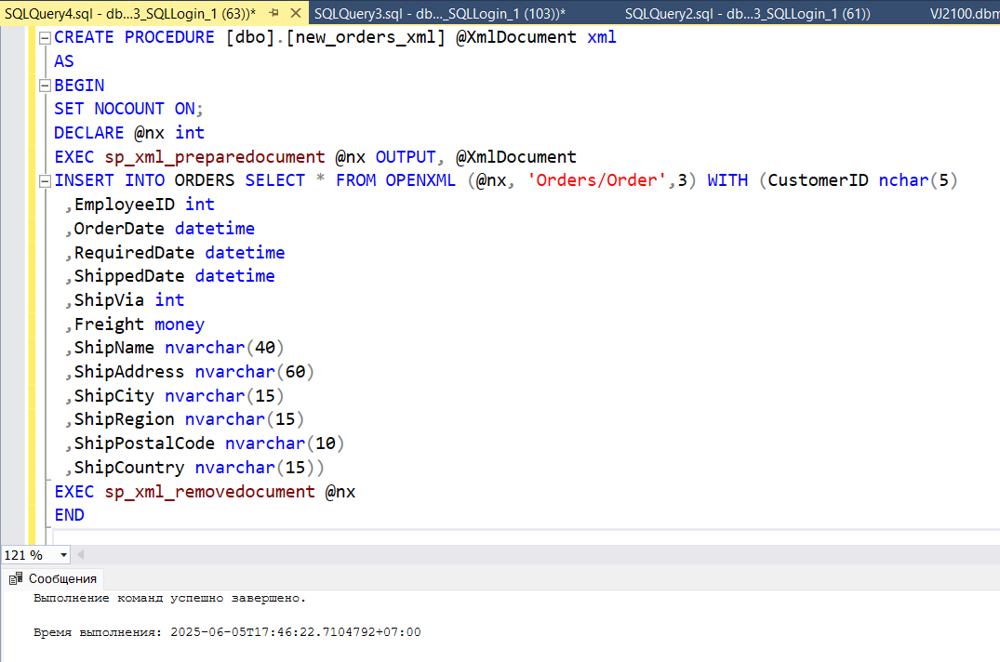 SQLQuery4.sql - db...3_SQLLogin_1 (63))* SQLQuery3.sql - db..._SQLLogin_1 (103))* SQLQuery2.sql - db...3_SQLLogin_1 (61)) VJ2100.dbm
CREATE PROCEDURE [dbo].[new_orders_xml] @XmlDocument xml
AS
BEGIN
SET NOCOUNT ON;
DECLARE @nx int
EXEC sp_xml_preparedocument @nx OUTPUT, @XmlDocument
INSERT INTO ORDERS SELECT * FROM OPENXML (@nx, 'Orders/Order',3) WITH (CustomerID nchar(5)
,EmployeeID int
,OrderDate datetime
,RequiredDate datetime
,ShippedDate datetime
,ShipVia int
,Freight money
,ShipName nvarchar(40)
,ShipAddress nvarchar(60)
,ShipCity nvarchar(15)
,ShipRegion nvarchar(15)
,ShipPostalCode nvarchar(10)
,ShipCountry nvarchar(15))
EXEC sp_xml_removedocument @nx
END
121 %
Сообщения
Выполнение команд успешно завершено.
Время выполнения: 2025-06-05T17:46:22.7104792+07:00